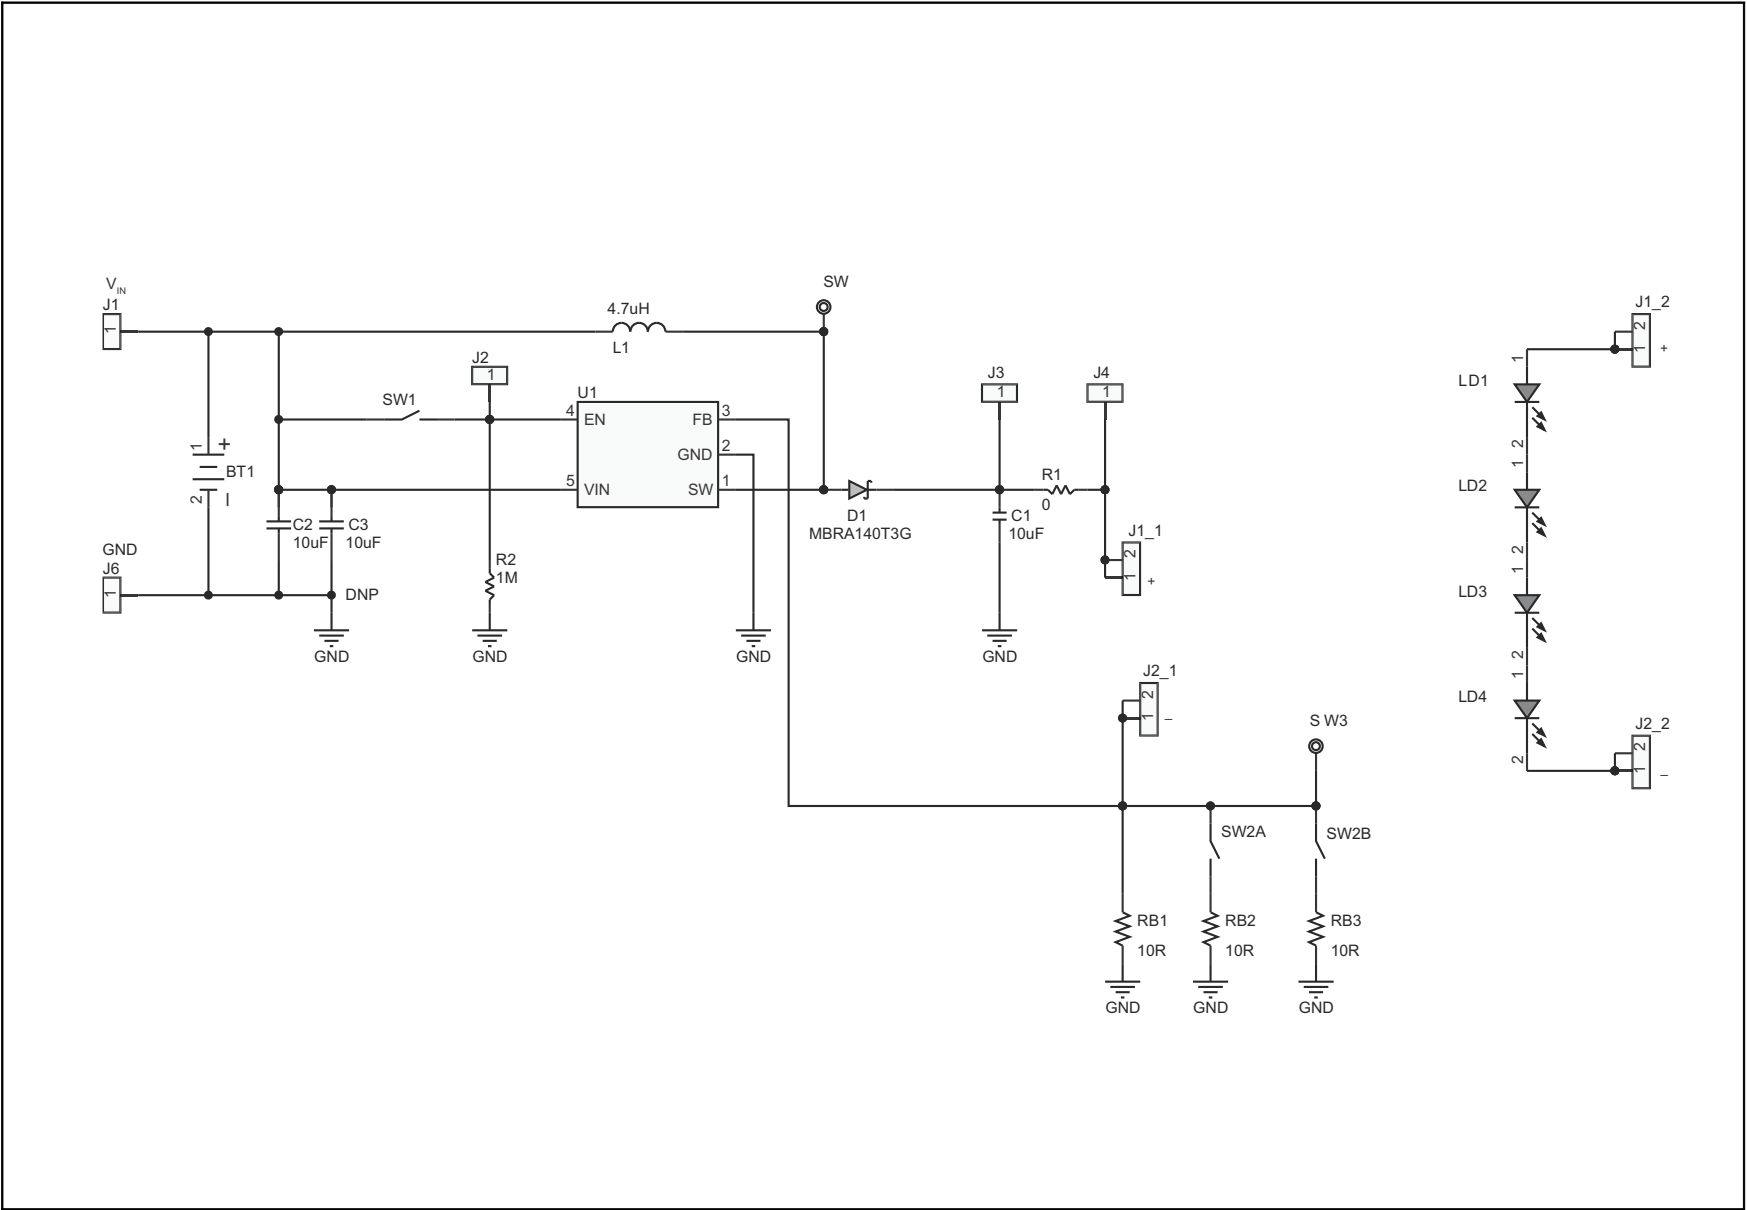 SW
V_IN
J1
1
4.7uH
L1
J1_2
2
1
+
J2
1
J3
1
J4
1
SW1
U1
4
EN
FB
3
GND
2
5
VIN
SW
1
1
+
BT1
2
I
C2
10uF
C3
10uF
D1
MBRA140T3G
R1
0
C1
10uF
J1_1
2
1
+
GND
J6
1
DNP
R2
1M
GND
GND
GND
GND
1
LD1
2
1
LD2
2
1
LD3
2
1
LD4
2
J2_1
2
1
–
S W3
J2_2
2
1
–
SW2A
SW2B
RB1
10R
RB2
10R
RB3
10R
GND
GND
GND